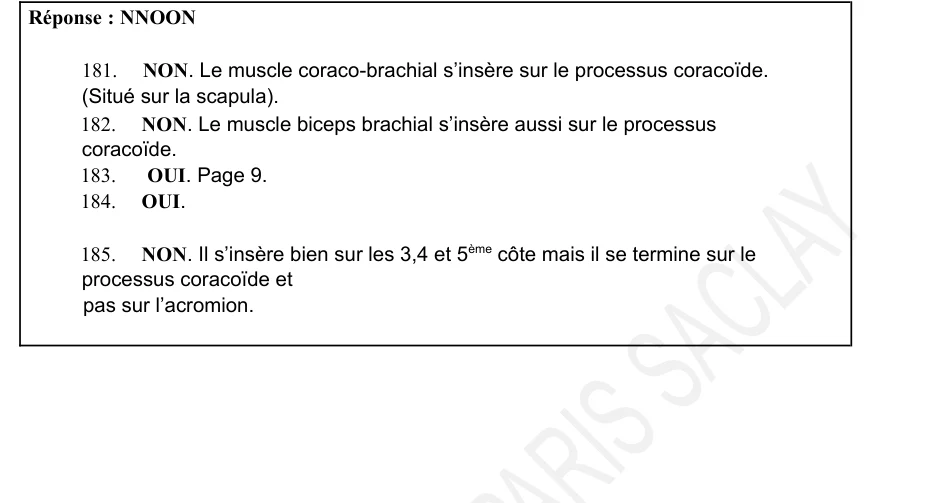 Réponse : NNOON
181. NON. Le muscle coraco-brachial s’insère sur le processus coracoïde.
(Situé sur la scapula).
182. NON. Le muscle biceps brachial s’insère aussi sur le processus
coracoïde.
183. OUI. Page 9.
184. OUI.
185. NON. Il s’insère bien sur les 3,4 et 5ème côte mais il se termine sur le
processus coracoïde et
pas sur l’acromion.
PARIS SACLAY